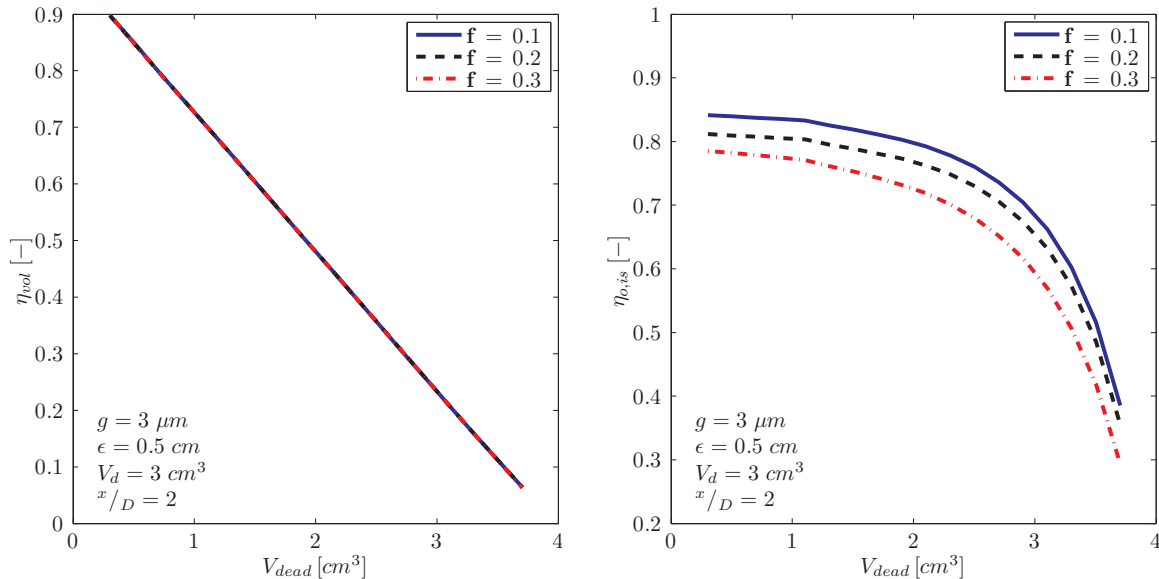 0.9
0.8
0.7
0.6
0.5
0.4
0.3
0.2
0.1
0
η_vol [−]
f = 0.1
f = 0.2
f = 0.3
g = 3 μm
ϵ = 0.5 cm
V_d = 3 cm³
x/D = 2
0 1 2 3 4
V_dead [cm³]
1
0.9
0.8
0.7
0.6
0.5
0.4
0.3
0.2
η_o,is [−]
f = 0.1
f = 0.2
f = 0.3
g = 3 μm
ϵ = 0.5 cm
V_d = 3 cm³
x/D = 2
0 1 2 3 4
V_dead [cm³]